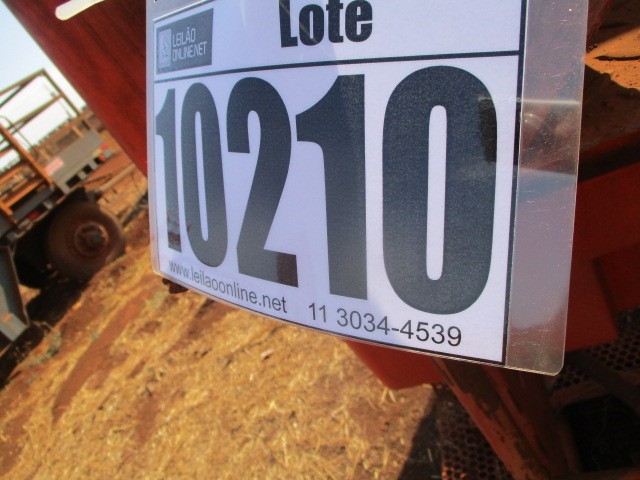 Lote
LEILÃO
ONLINE.NET
10210
www.leilaoonline.net 11 3034-4539